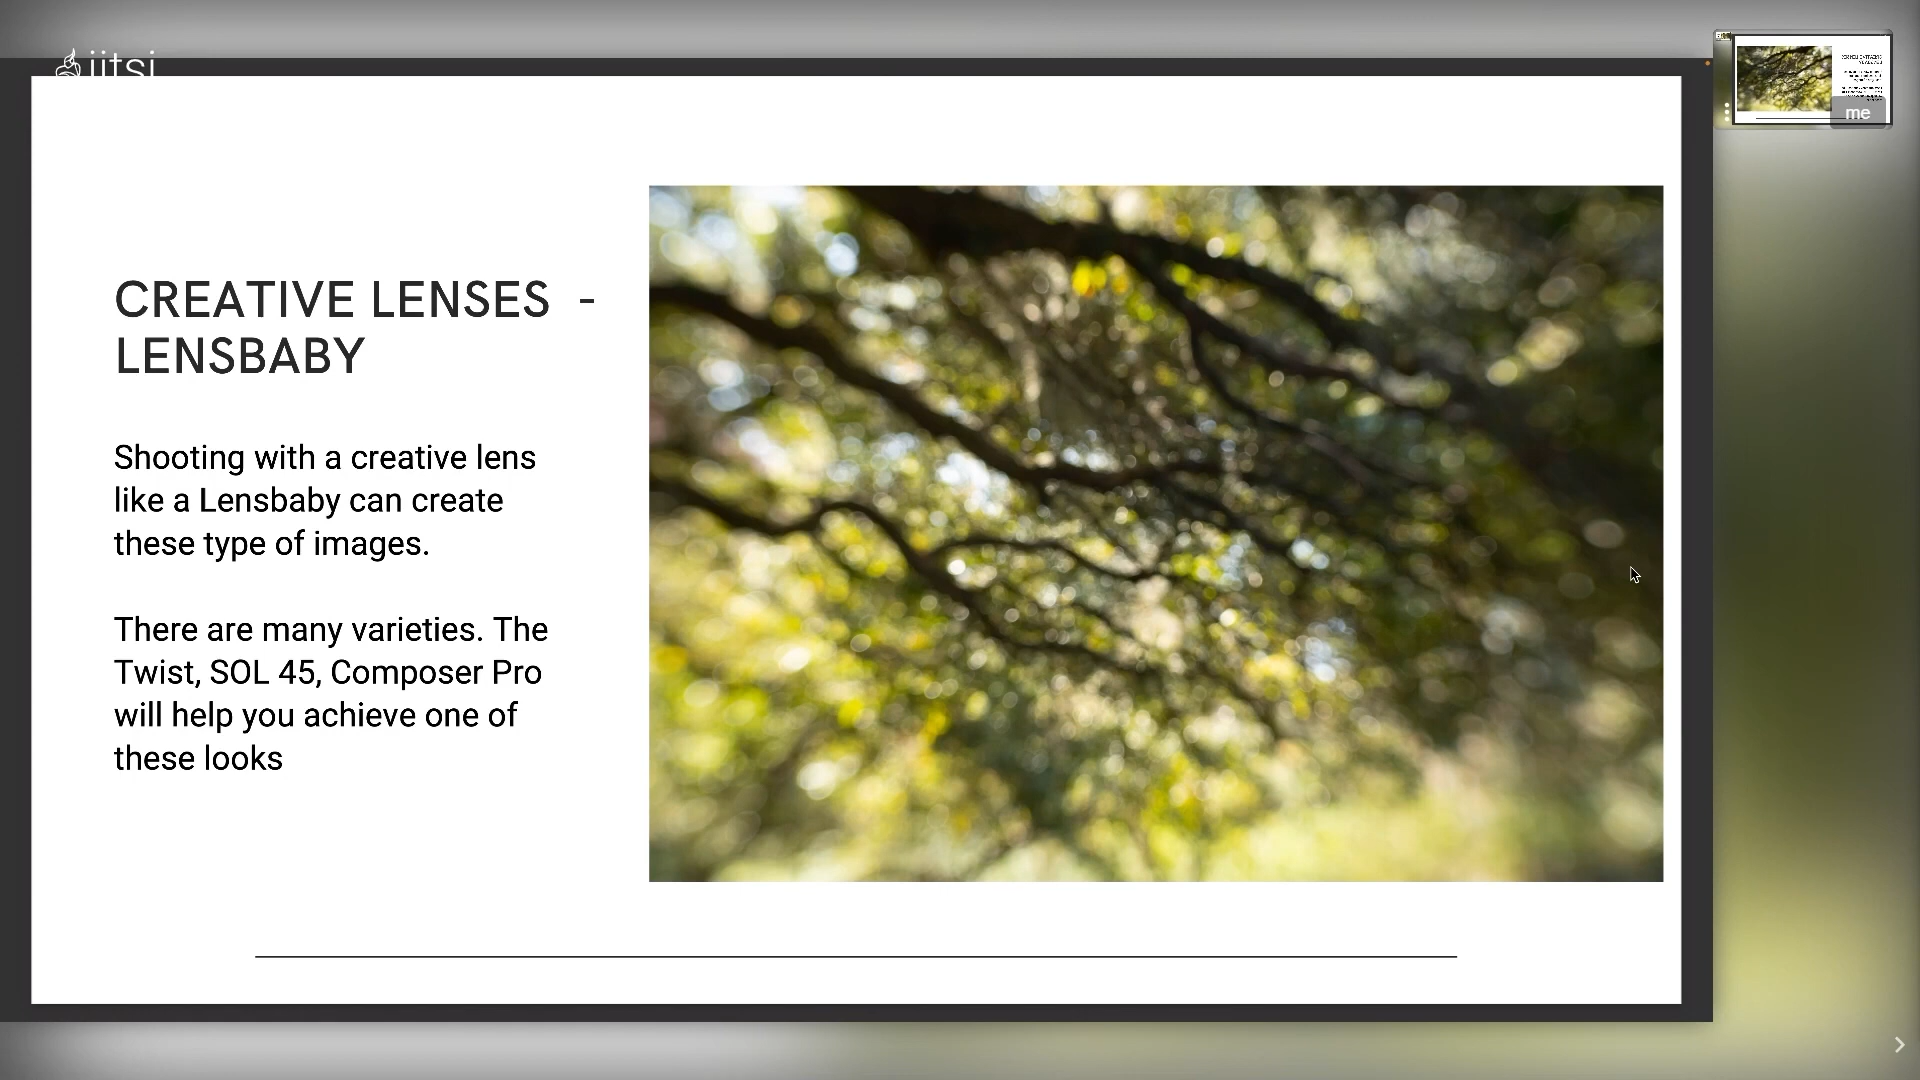 jitsi
me
CREATIVE LENSES -
LENSBABY
Shooting with a creative lens
like a Lensbaby can create
these type of images.
There are many varieties. The
Twist, SOL 45, Composer Pro
will help you achieve one of
these looks